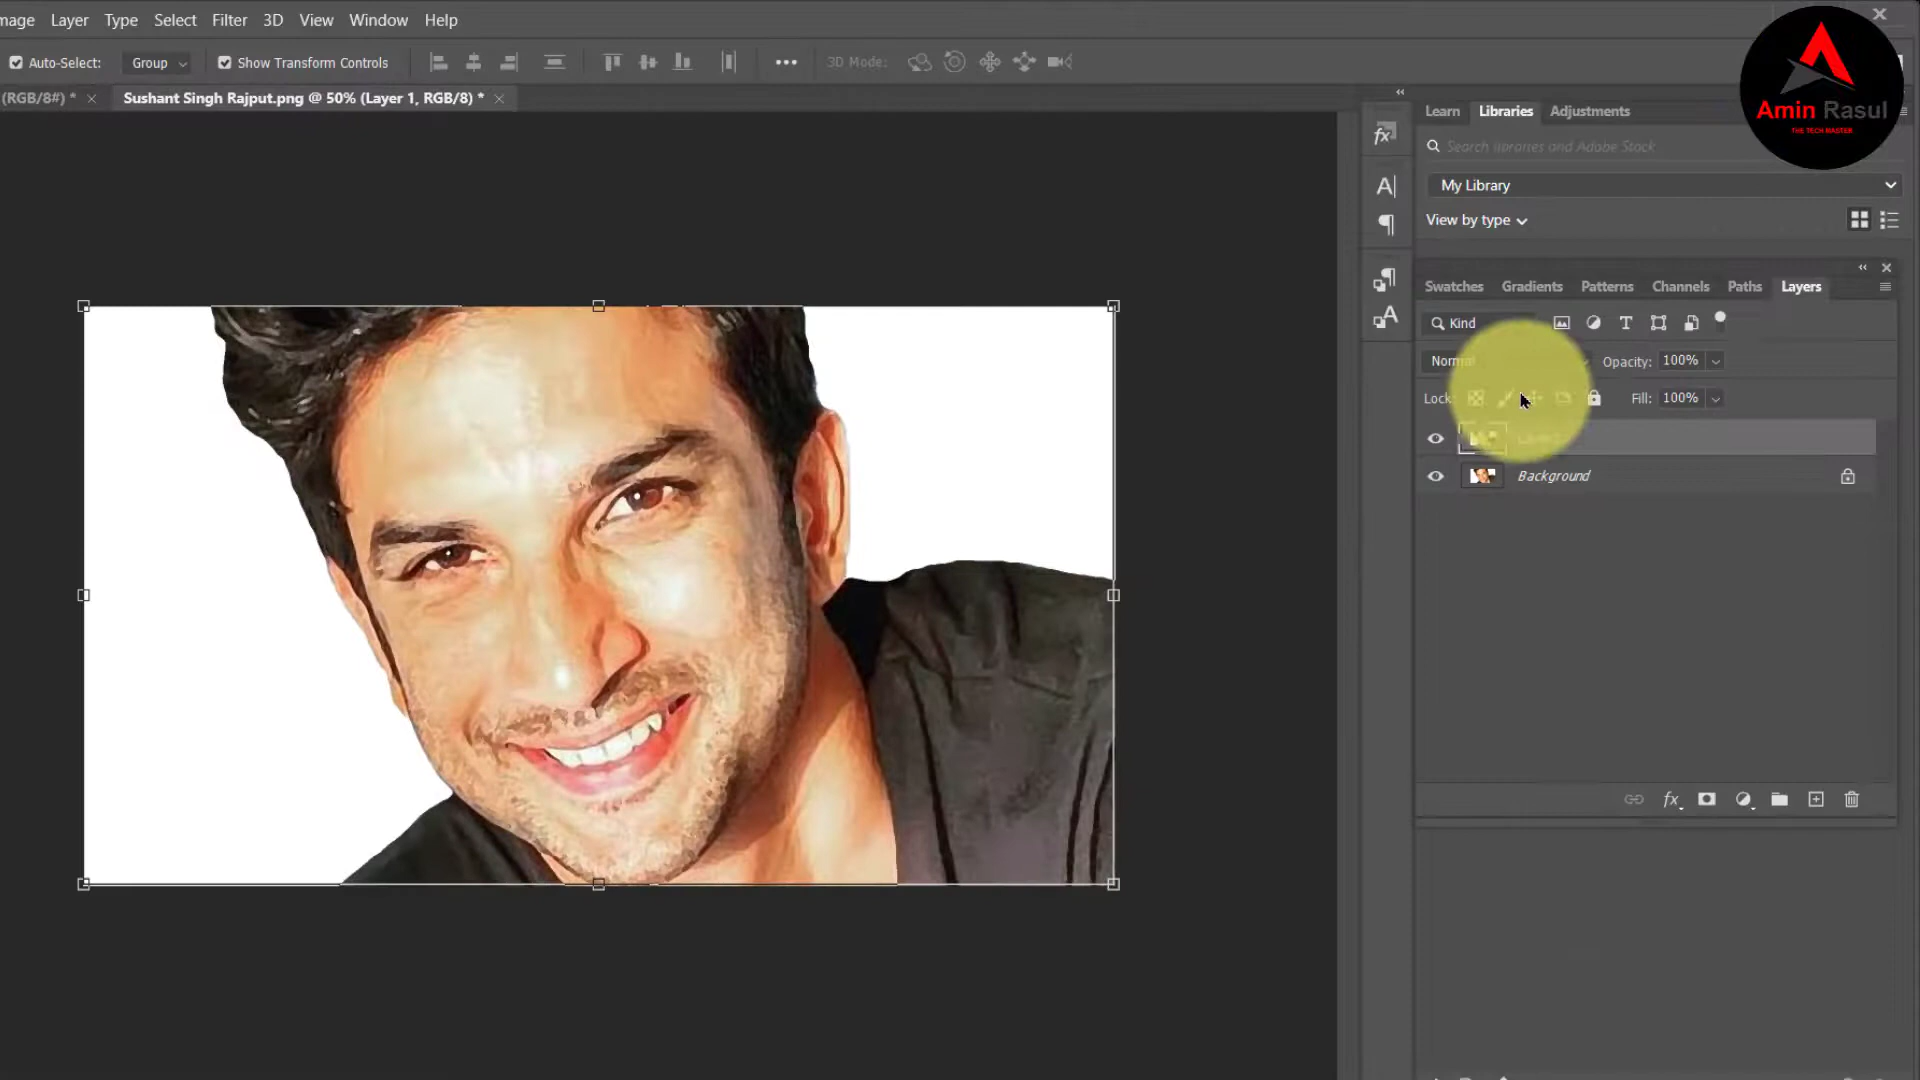 mage Layer Type Select Filter 3D View Window Help
Auto-Select: Group Show Transform Controls 3D Mode:
(RGB/8#) * Sushant Singh Rajput.png @ 50% (Layer 1, RGB/8) *
Amin Rasul
THE TECH MASTER
Learn Libraries Adjustments
Search libraries and Adobe Stock
My Library
View by type
Swatches Gradients Patterns Channels Paths Layers
Kind
Normal Opacity: 100%
Lock: Fill: 100%
Background